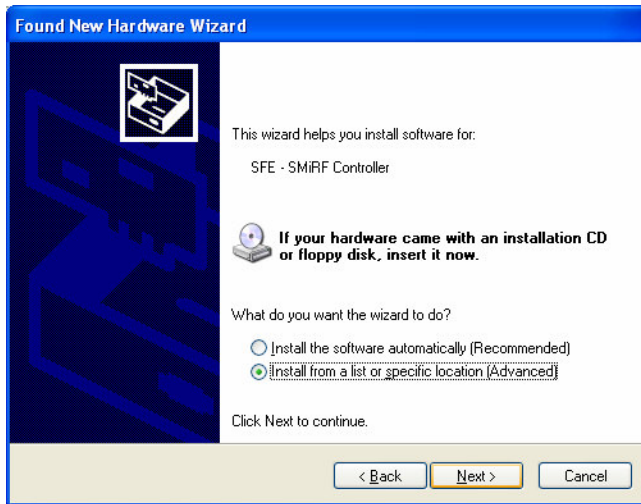 Found New Hardware Wizard
This wizard helps you install software for:
SFE - SMiRF Controller
If your hardware came with an installation CD
or floppy disk, insert it now.
What do you want the wizard to do?
Install the software automatically (Recommended)
Install from a list or specific location (Advanced)
Click Next to continue.
< Back
Next >
Cancel